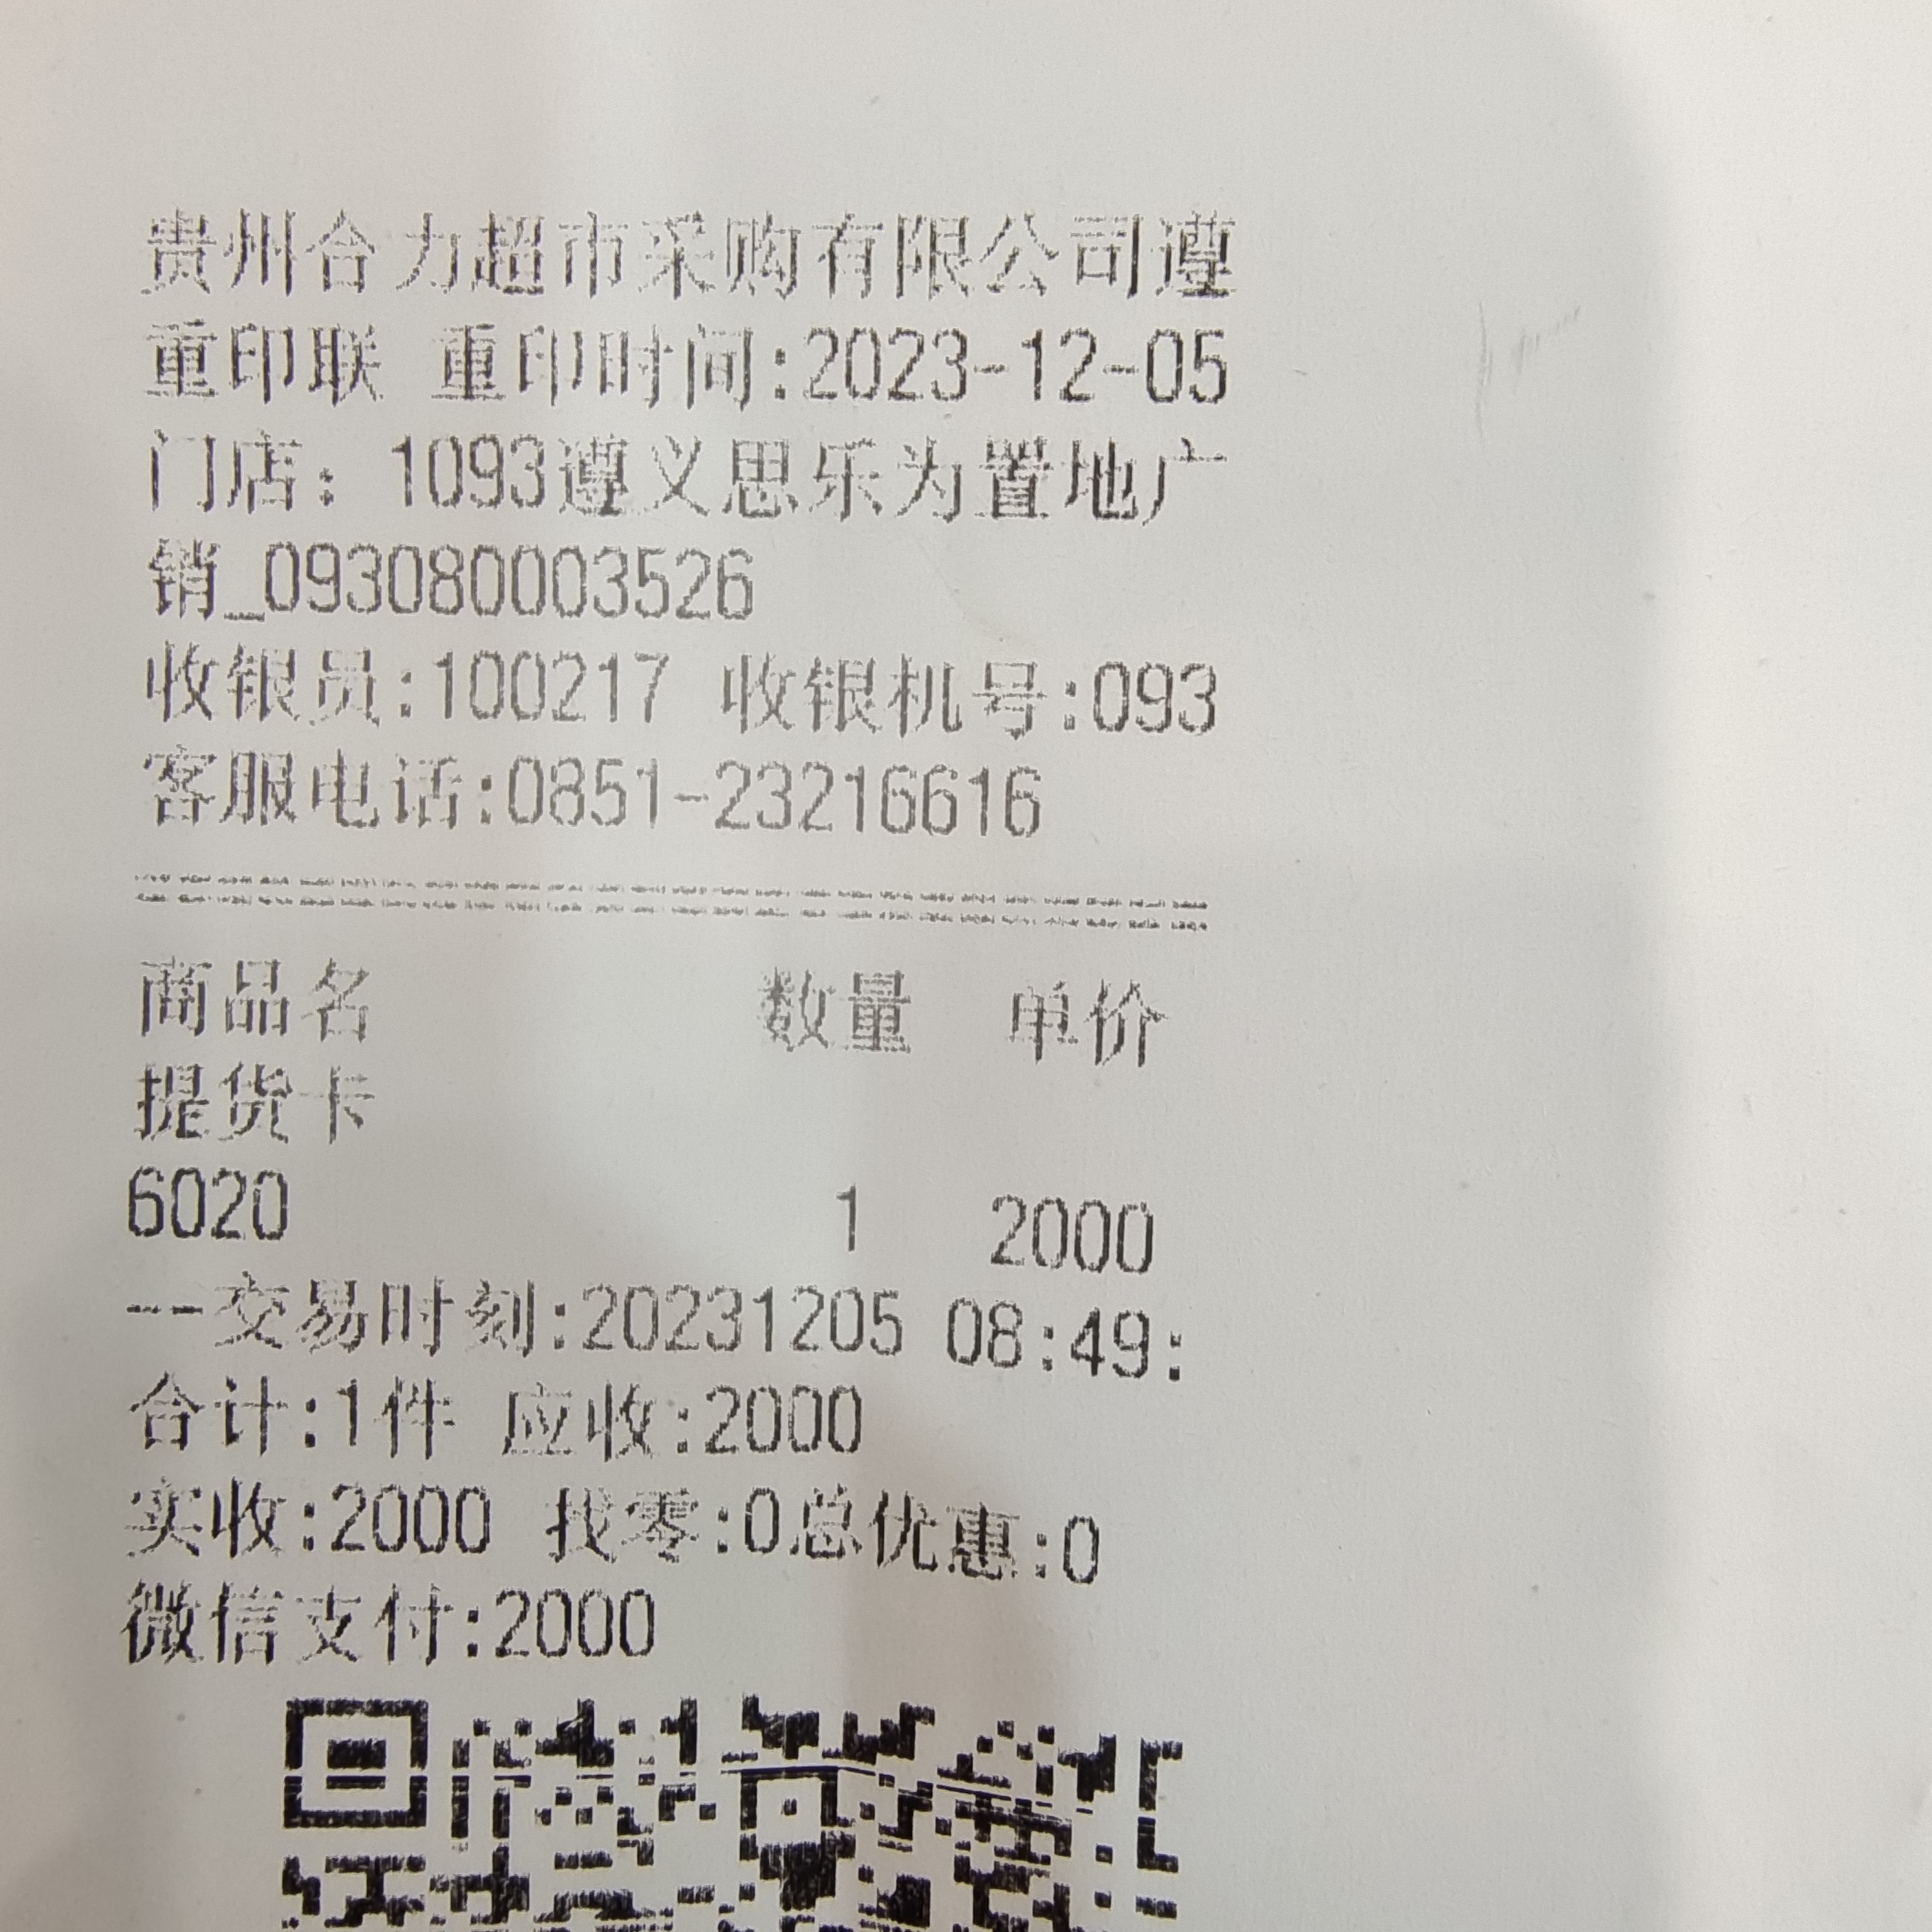 贵州合力超市采购有限公司遵
重印联 重印时间:2023-12-05
门店: 1093遵义思乐为置地广
销_093080003526
收银员:100217 收银机号:093
客服电话:0851-23216616
商品名 数量 单价
提货卡
6020 1 2000
--交易时刻:20231205 08:49:
合计:1件 应收:2000
实收:2000 找零:0总优惠:0
微信支付:2000